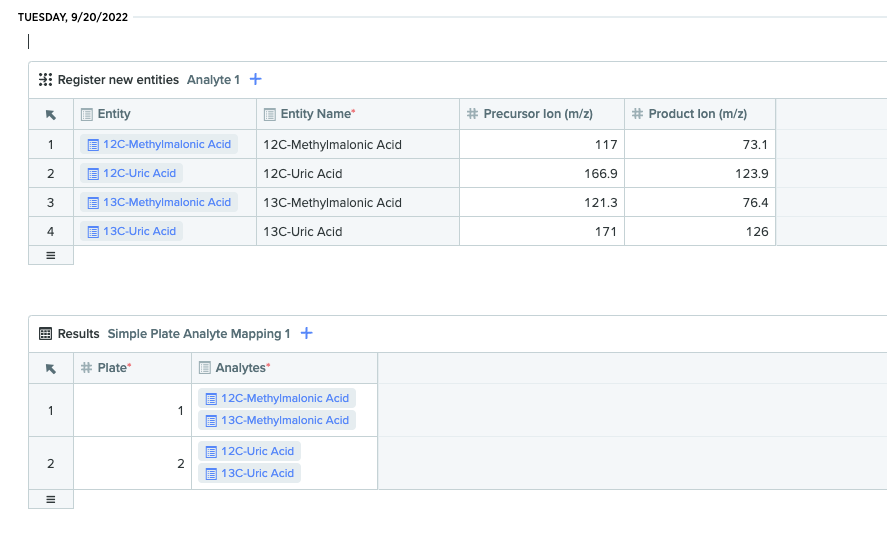 TUESDAY, 9/20/2022
Register new entities Analyte 1 +
Entity Entity Name* # Precursor Ion (m/z) # Product Ion (m/z)
1 12C-Methylmalonic Acid 12C-Methylmalonic Acid 117 73.1
2 12C-Uric Acid 12C-Uric Acid 166.9 123.9
3 13C-Methylmalonic Acid 13C-Methylmalonic Acid 121.3 76.4
4 13C-Uric Acid 13C-Uric Acid 171 126
Results Simple Plate Analyte Mapping 1 +
# Plate* Analytes*
1 1 12C-Methylmalonic Acid
13C-Methylmalonic Acid
2 2 12C-Uric Acid
13C-Uric Acid